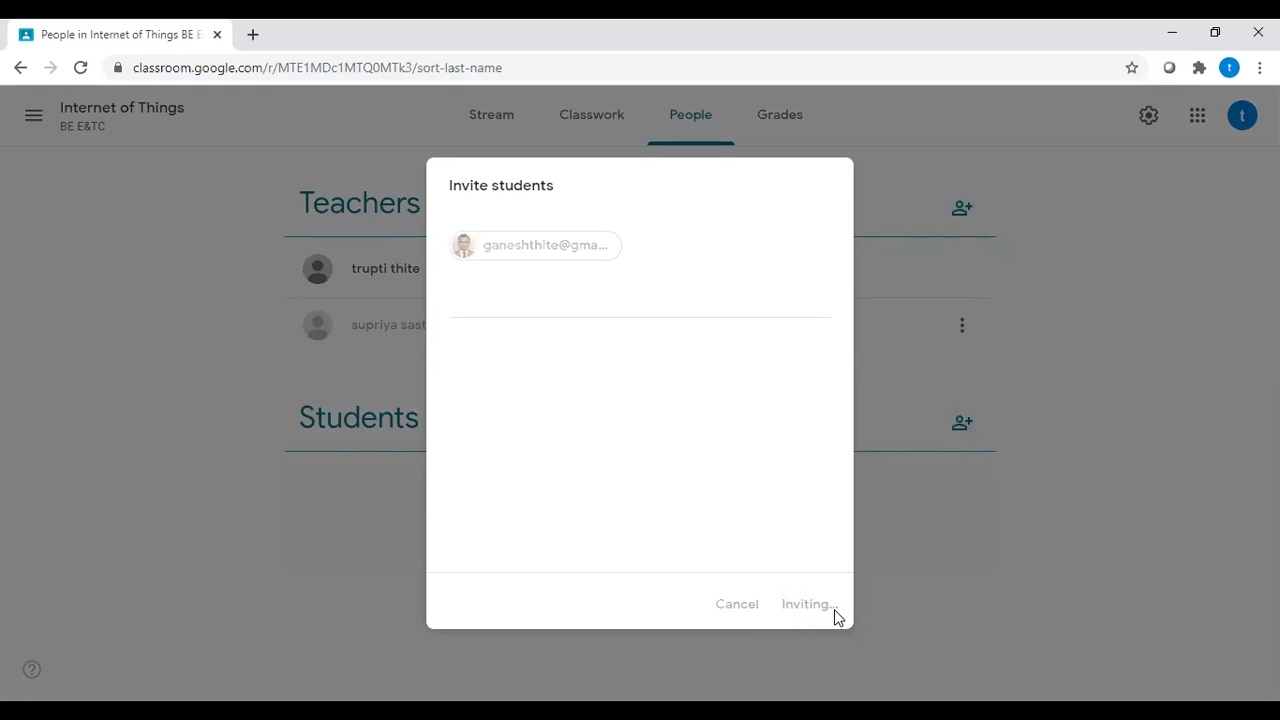 People in Internet of Things BE E
classroom.google.com/r/MTE1MDc1MTQ0MTk3/sort-last-name
t
Internet of Things
BE E&TC
Stream
Classwork
People
Grades
t
Invite students
Teachers
ganeshthite@gma...
trupti thite
supriya sast
Students
Cancel
Inviting...